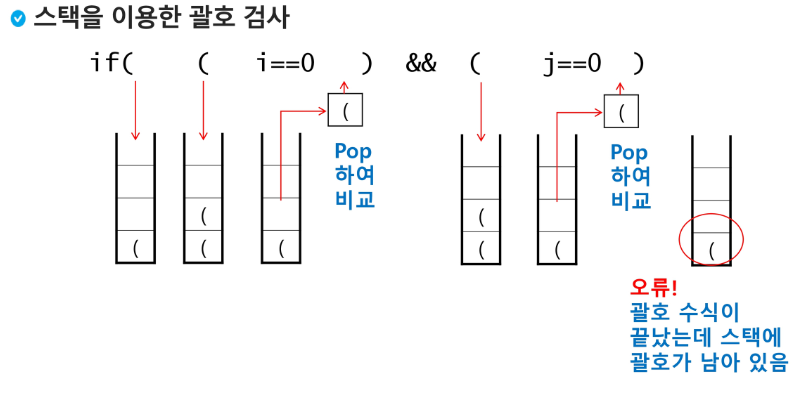 스택을 이용한 괄호 검사
if( ( i==0 ) && ( j==0 )
( (
Pop
하여
비교
Pop
하여
비교
( (
( ( ( ( ( (
오류!
괄호 수식이
끝났는데 스택에
괄호가 남아 있음